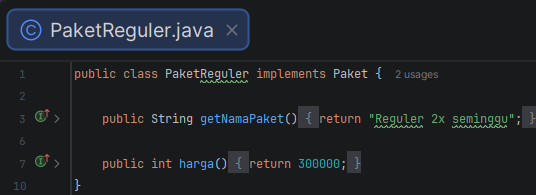 PaketReguler.java
1 public class PaketReguler implements Paket { 2 usages
2
3 public String getNamaPaket() { return "Reguler 2x seminggu"; }
6
7 public int harga() { return 300000; }
10 }